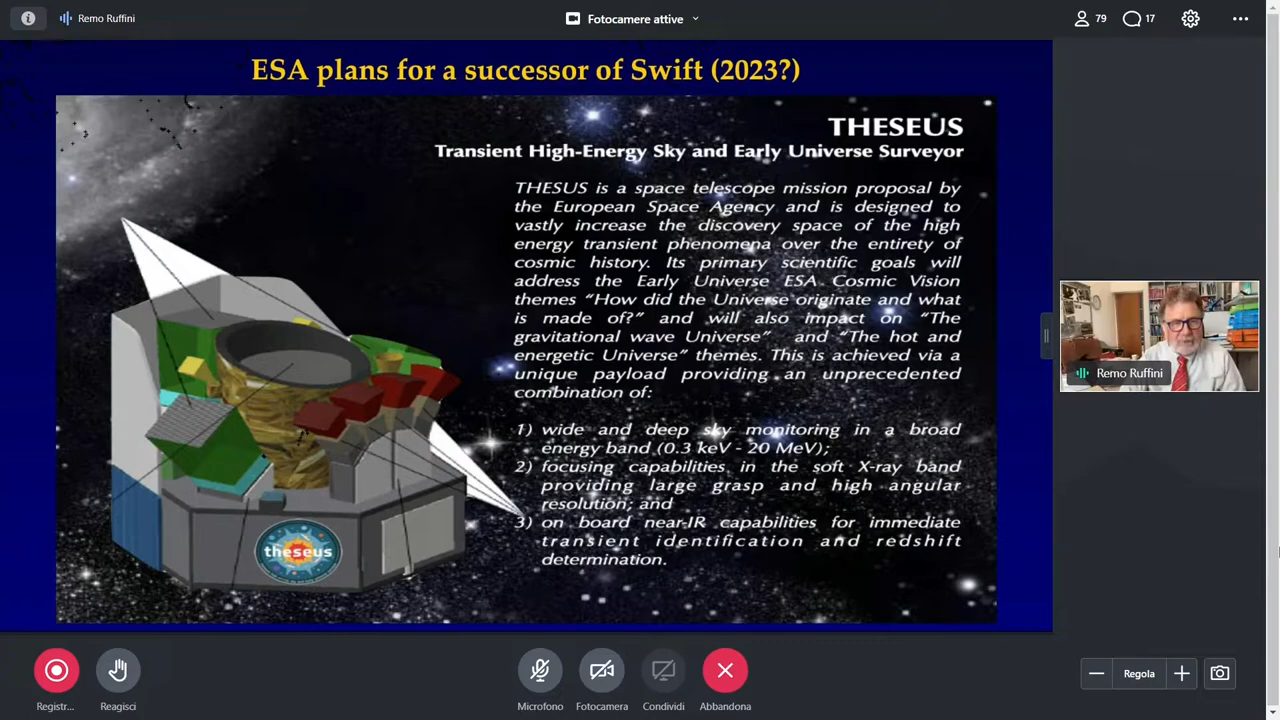 Remo Ruffini
Fotocamere attive
79
17
ESA plans for a successor of Swift (2023?)
THESEUS
Transient High-Energy Sky and Early Universe Surveyor
THESUS is a space telescope mission proposal by
the European Space Agency and is designed to
vastly increase the discovery space of the high
energy transient phenomena over the entirety of
cosmic history. Its primary scientific goals will
address the Early Universe ESA Cosmic Vision
themes “How did the Universe originate and what
is made of?” and will also impact on “The
gravitational wave Universe” and “The hot and
energetic Universe” themes. This is achieved via a
unique payload providing an unprecedented
combination of:
1) wide and deep sky monitoring in a broad
energy band (0.3 keV - 20 MeV);
2) focusing capabilities in the soft X-ray band
providing large grasp and high angular
resolution; and
3) on board near-IR capabilities for immediate
transient identification and redshift
determination.
theseus
Remo Ruffini
Registr...
Reagisci
Microfono
Fotocamera
Condividi
Abbandona
Regola